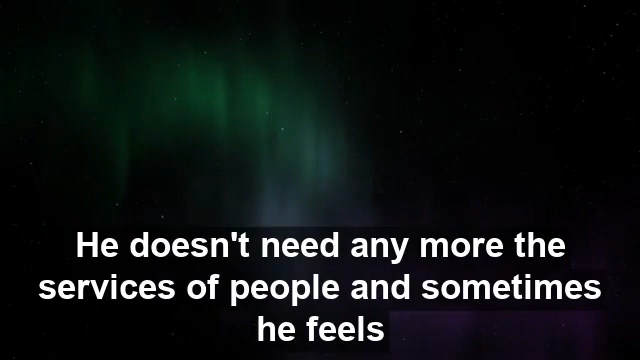 He doesn't need any more the
services of people and sometimes
he feels